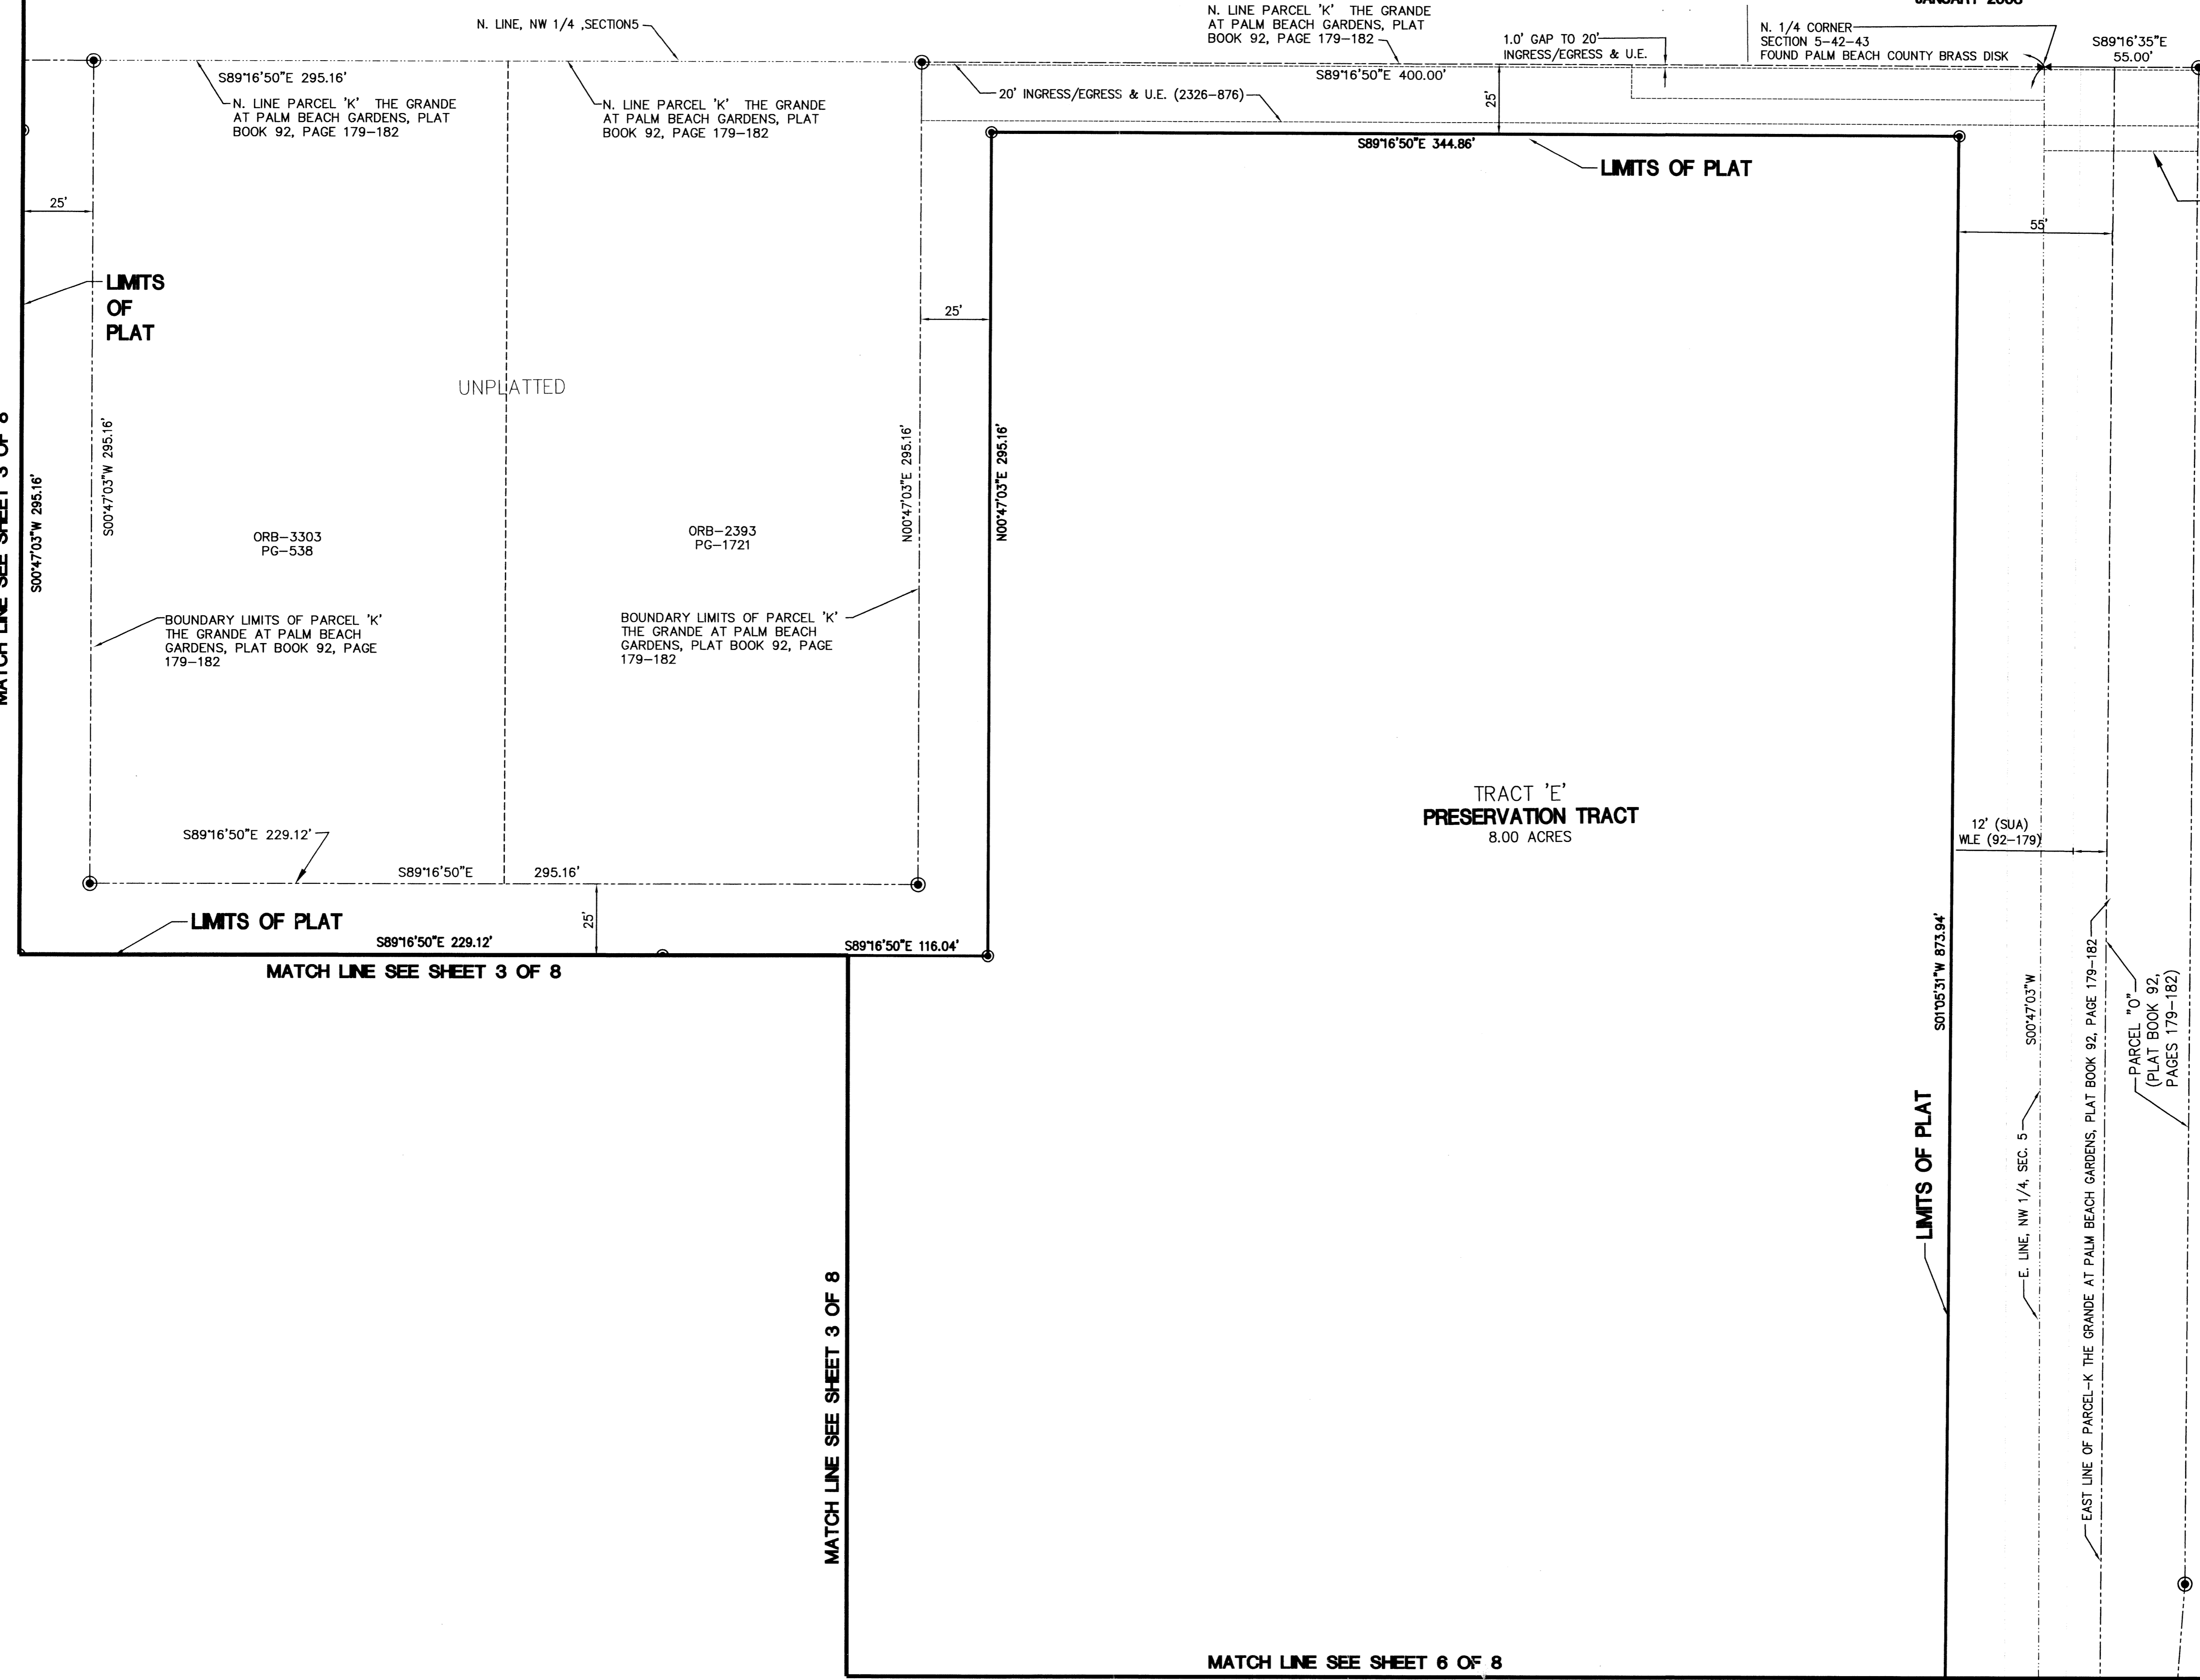 N. LINE, NW 1/4 ,SECTION5
N. LINE PARCEL 'K' THE GRANDE
AT PALM BEACH GARDENS, PLAT
BOOK 92, PAGE 179-182
1.0' GAP TO 20'
INGRESS/EGRESS & U.E.
N. 1/4 CORNER
SECTION 5-42-43
FOUND PALM BEACH COUNTY BRASS DISK
S89°16'35"E
55.00'
S89°16'50"E 295.16'
N. LINE PARCEL 'K' THE GRANDE
AT PALM BEACH GARDENS, PLAT
BOOK 92, PAGE 179-182
N. LINE PARCEL 'K' THE GRANDE
AT PALM BEACH GARDENS, PLAT
BOOK 92, PAGE 179-182
S89°16'50"E 400.00'
20' INGRESS/EGRESS & U.E. (2326-876)
25'
S89°16'50"E 344.86'
LIMITS OF PLAT
25'
55'
LIMITS
OF
PLAT
25'
UNPLATTED
MATCH LINE SEE SHEET 3 OF 8
S00°47'03"W 295.16'
S00°47'03"W 295.16'
N00°47'03"E 295.16'
N00°47'03"E 295.16'
ORB-3303
PG-538
ORB-2393
PG-1721
BOUNDARY LIMITS OF PARCEL 'K'
THE GRANDE AT PALM BEACH
GARDENS, PLAT BOOK 92, PAGE
179-182
BOUNDARY LIMITS OF PARCEL 'K'
THE GRANDE AT PALM BEACH
GARDENS, PLAT BOOK 92, PAGE
179-182
TRACT 'E'
PRESERVATION TRACT
8.00 ACRES
12' (SUA)
WLE (92-179)
S89°16'50"E 229.12'
S89°16'50"E 295.16'
25'
LIMITS OF PLAT
S89°16'50"E 229.12'
S89°16'50"E 116.04'
MATCH LINE SEE SHEET 3 OF 8
S01°05'31"W 873.94'
S00°47'03"W
EAST LINE OF PARCEL-K THE GRANDE AT PALM BEACH GARDENS, PLAT BOOK 92, PAGE 179-182
PARCEL "O"
(PLAT BOOK 92,
PAGES 179-182)
LIMITS OF PLAT
E. LINE, NW 1/4, SEC. 5
MATCH LINE SEE SHEET 3 OF 8
MATCH LINE SEE SHEET 6 OF 8